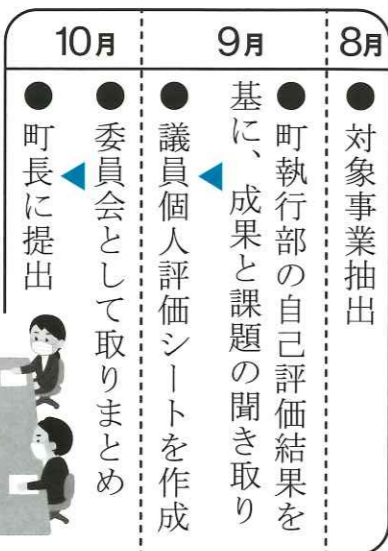 8月
● 対象事業抽出
9月
● 町執行部の自己評価結果を
基に、成果と課題の聞き取り
● 議員個人評価シートを作成
10月
● 委員会として取りまとめ
● 町長に提出